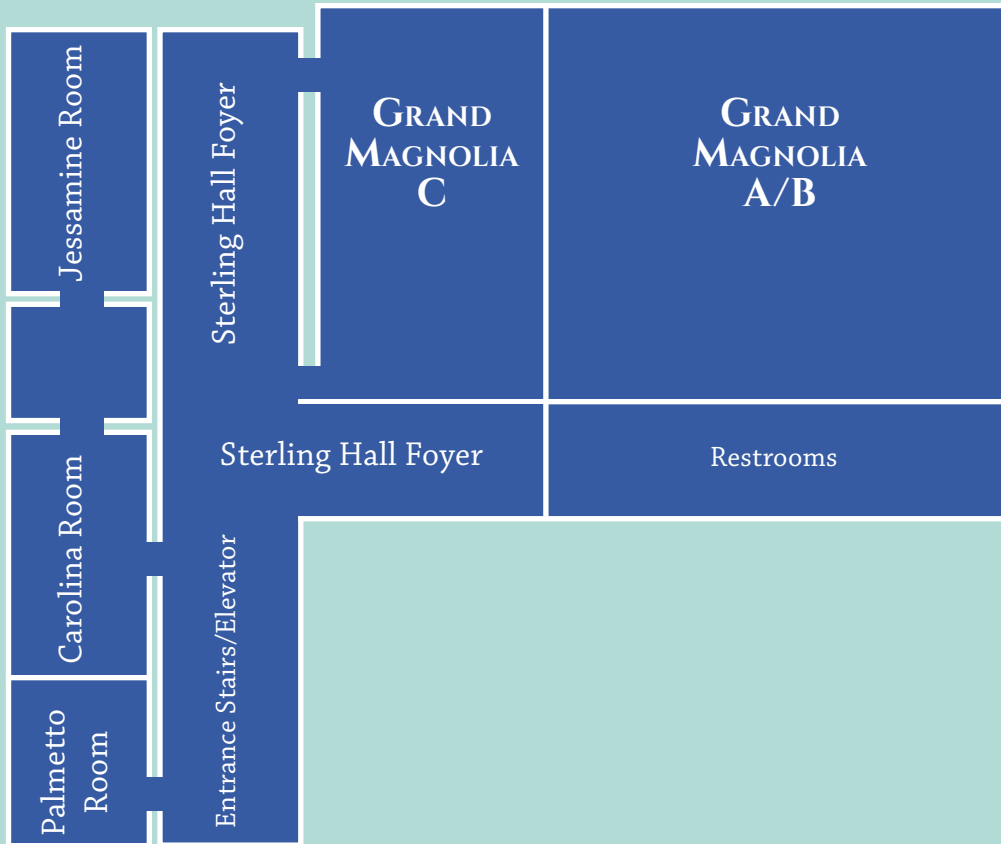 Jessamine Room
Sterling Hall Foyer
GRAND
MAGNOLIA
C
GRAND
MAGNOLIA
A/B
Sterling Hall Foyer
Restrooms
Carolina Room
Entrance Stairs/Elevator
Palmetto
Room